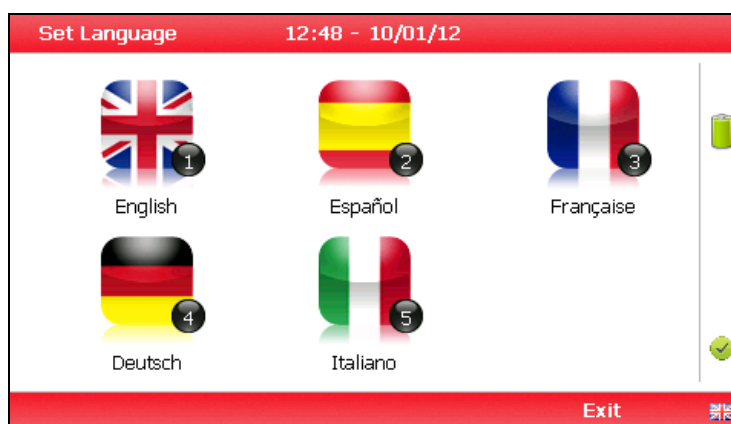 Set Language 12:48 - 10/01/12
1 2 3
English Español Française
4 5
Deutsch Italiano
Exit